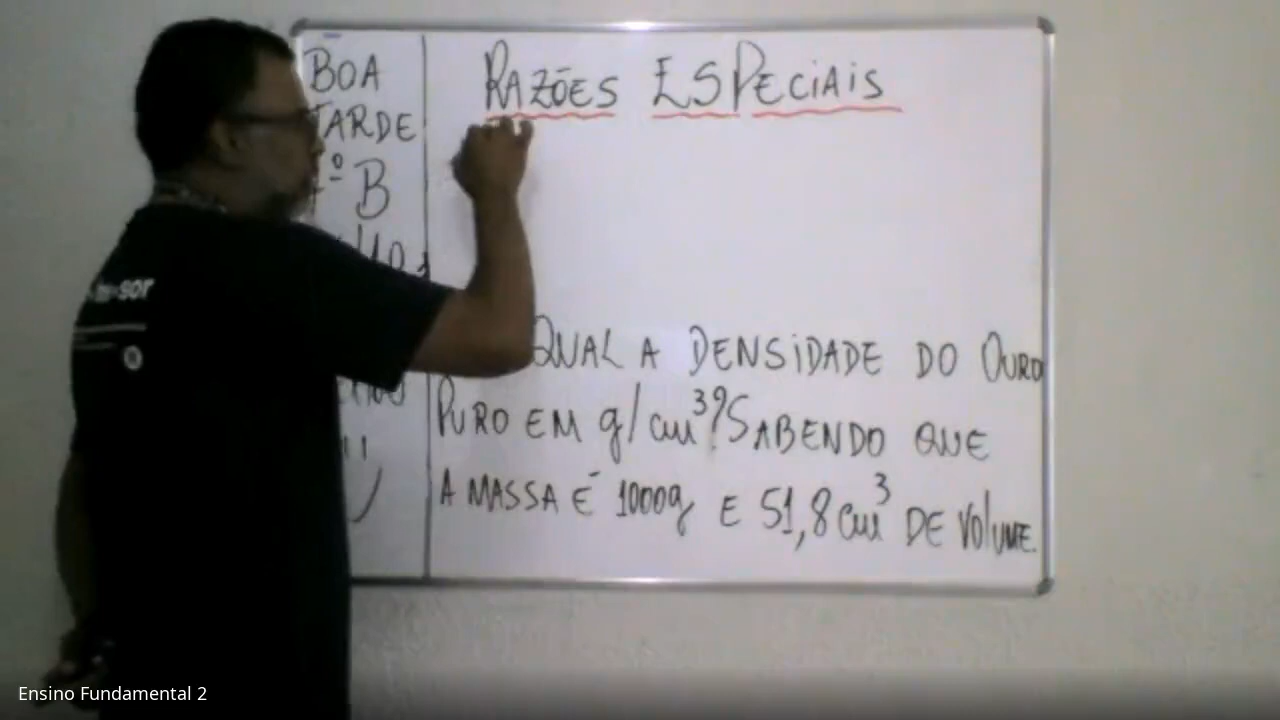 BOA
TARDE
º B
RAZÕES ESPECIAIS
QUAL A DENSIDADE DO OURO
PURO EM g/cm³? SABENDO QUE
A MASSA É 1000g E 51,8 cm³ DE VOLUME.
Ensino Fundamental 2